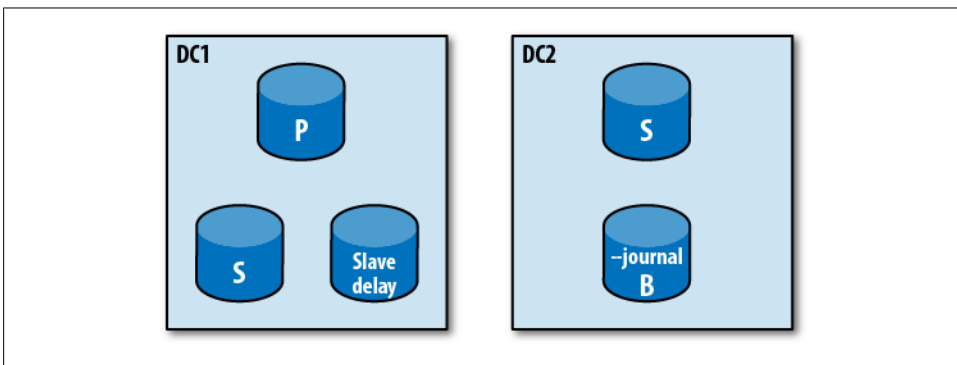 DC1
P
S
Slave
delay
DC2
S
--journal
B